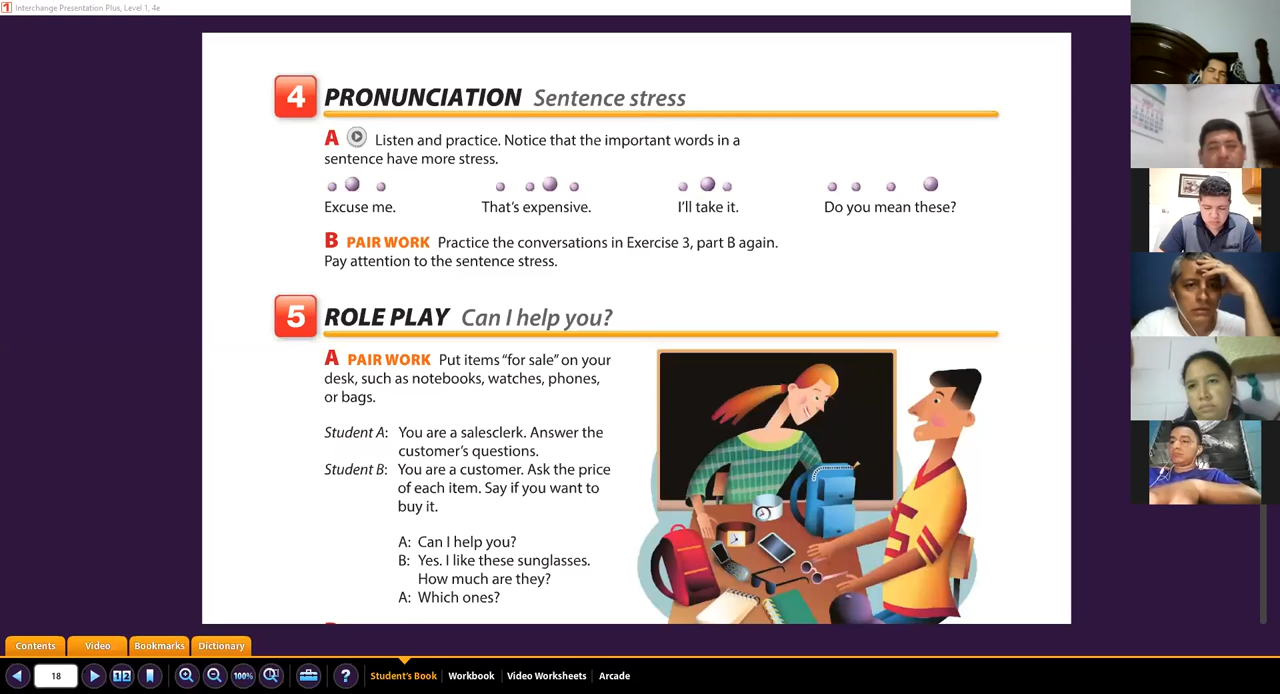 Interchange Presentation Plus, Level 1, 4e
4 PRONUNCIATION Sentence stress
A Listen and practice. Notice that the important words in a
sentence have more stress.
Excuse me. That's expensive. I'll take it. Do you mean these?
B PAIR WORK Practice the conversations in Exercise 3, part B again.
Pay attention to the sentence stress.
5 ROLE PLAY Can I help you?
A PAIR WORK Put items "for sale" on your
desk, such as notebooks, watches, phones,
or bags.
Student A: You are a salesclerk. Answer the
customer's questions.
Student B: You are a customer. Ask the price
of each item. Say if you want to
buy it.
A: Can I help you?
B: Yes. I like these sunglasses.
How much are they?
A: Which ones?
Contents Video Bookmarks Dictionary
18 1 2 100% ? Student's Book Workbook Video Worksheets Arcade